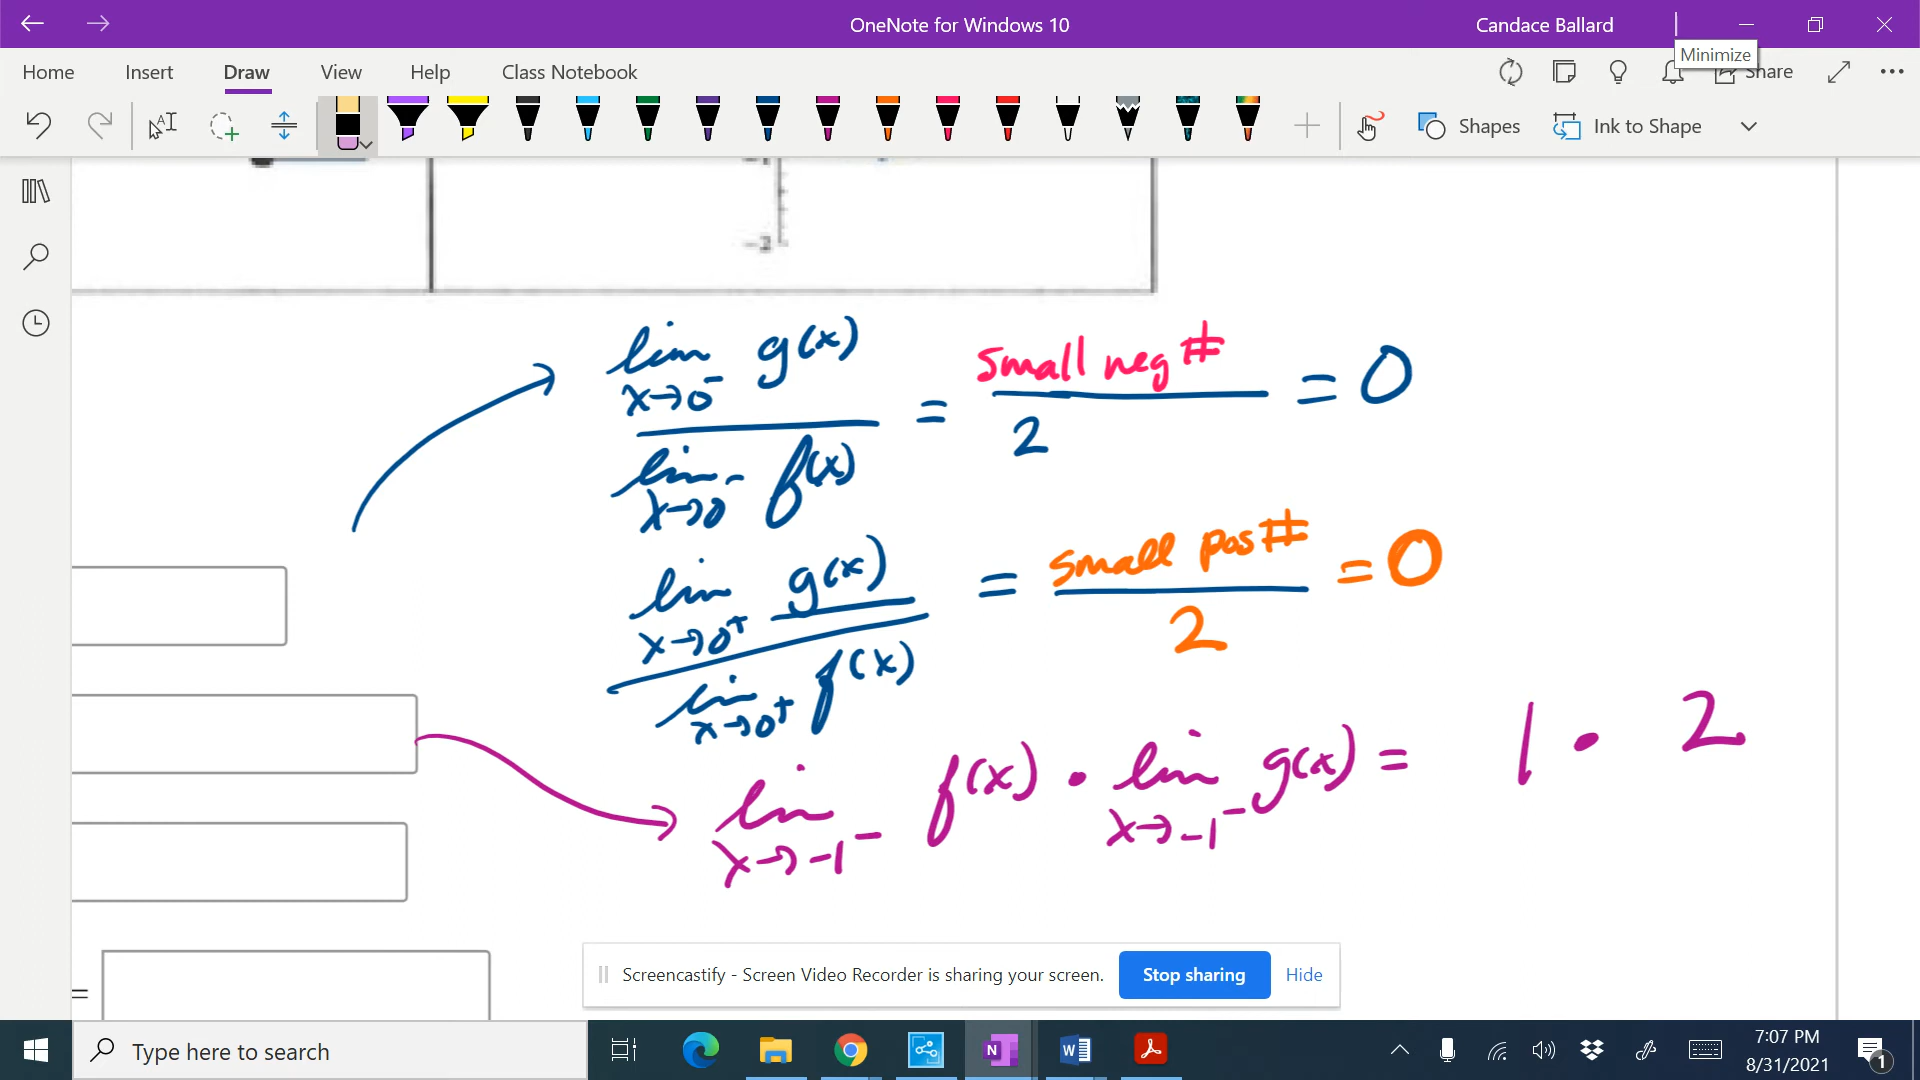 OneNote for Windows 10
Candace Ballard
Minimize
Home Insert Draw View Help Class Notebook
Share
Shapes
Ink to Shape
-2
lim x→0⁻ g(x)
lim x→0⁻ f(x)
= small neg # / 2 = 0
lim x→0⁺ g(x)
lim x→0⁺ f(x)
= small pos # / 2 = 0
lim x→-1⁻ f(x) · lim x→-1⁻ g(x) = 1 · 2
=
Screencastify - Screen Video Recorder is sharing your screen.
Stop sharing
Hide
Type here to search
7:07 PM
8/31/2021
1